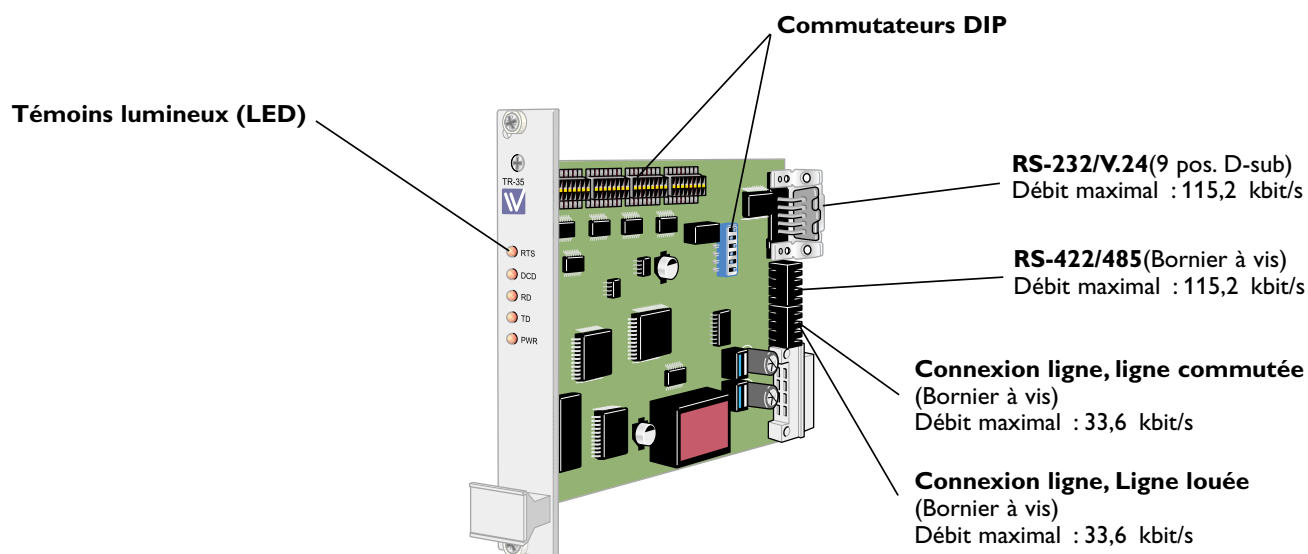 Commutateurs DIP
Témoins lumineux (LED)
TR-35
W
RTS
DCD
RD
TD
PWR
RS-232/V.24(9 pos. D-sub)
Débit maximal : 115,2 kbit/s
RS-422/485(Bornier à vis)
Débit maximal : 115,2 kbit/s
Connexion ligne, ligne commutée
(Bornier à vis)
Débit maximal : 33,6 kbit/s
Connexion ligne, Ligne louée
(Bornier à vis)
Débit maximal : 33,6 kbit/s